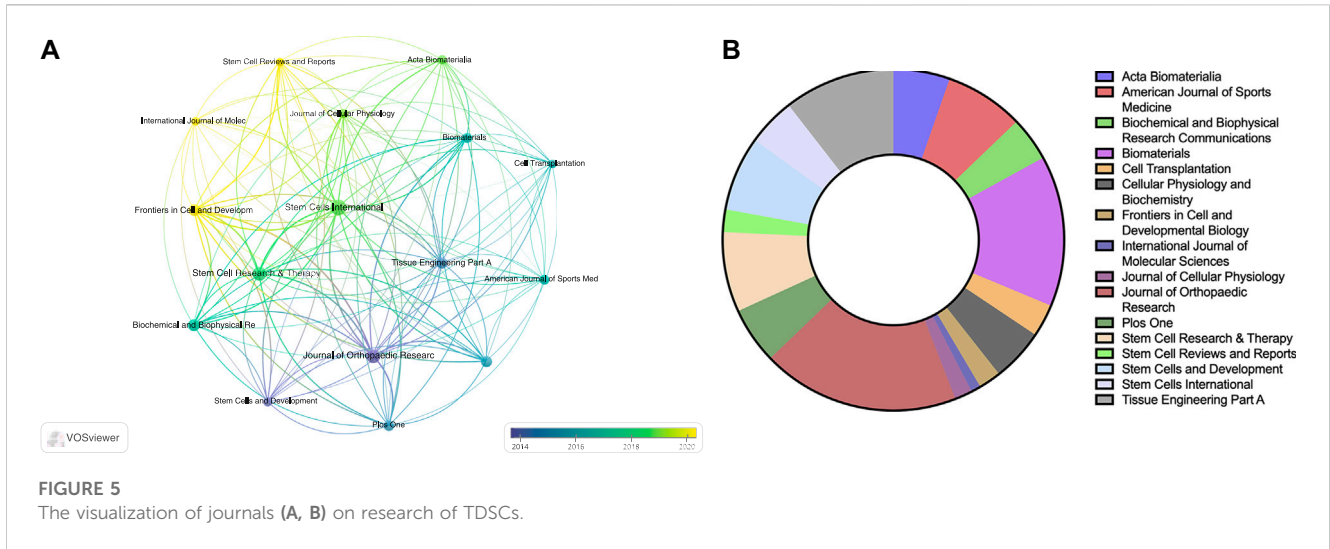 A
B
Stem Cell Reviews and Reports
Acta Biomaterialia
International Journal of Molec
Journal of Cellular Physiology
Biomaterials
Cell Transplantation
Frontiers in Cell and Developm
Stem Cells International
Tissue Engineering Part A
Stem Cell Research & Therapy
American Journal of Sports Med
Biochemical and Biophysical Re
Journal of Orthopaedic Researc
Stem Cells and Development
Plos One
VOSviewer
2014 2016 2018 2020
Acta Biomaterialia
American Journal of Sports
Medicine
Biochemical and Biophysical
Research Communications
Biomaterials
Cell Transplantation
Cellular Physiology and
Biochemistry
Frontiers in Cell and
Developmental Biology
International Journal of
Molecular Sciences
Journal of Cellular Physiology
Journal of Orthopaedic
Research
Plos One
Stem Cell Research & Therapy
Stem Cell Reviews and Reports
Stem Cells and Development
Stem Cells International
Tissue Engineering Part A
FIGURE 5
The visualization of journals (A, B) on research of TDSCs.